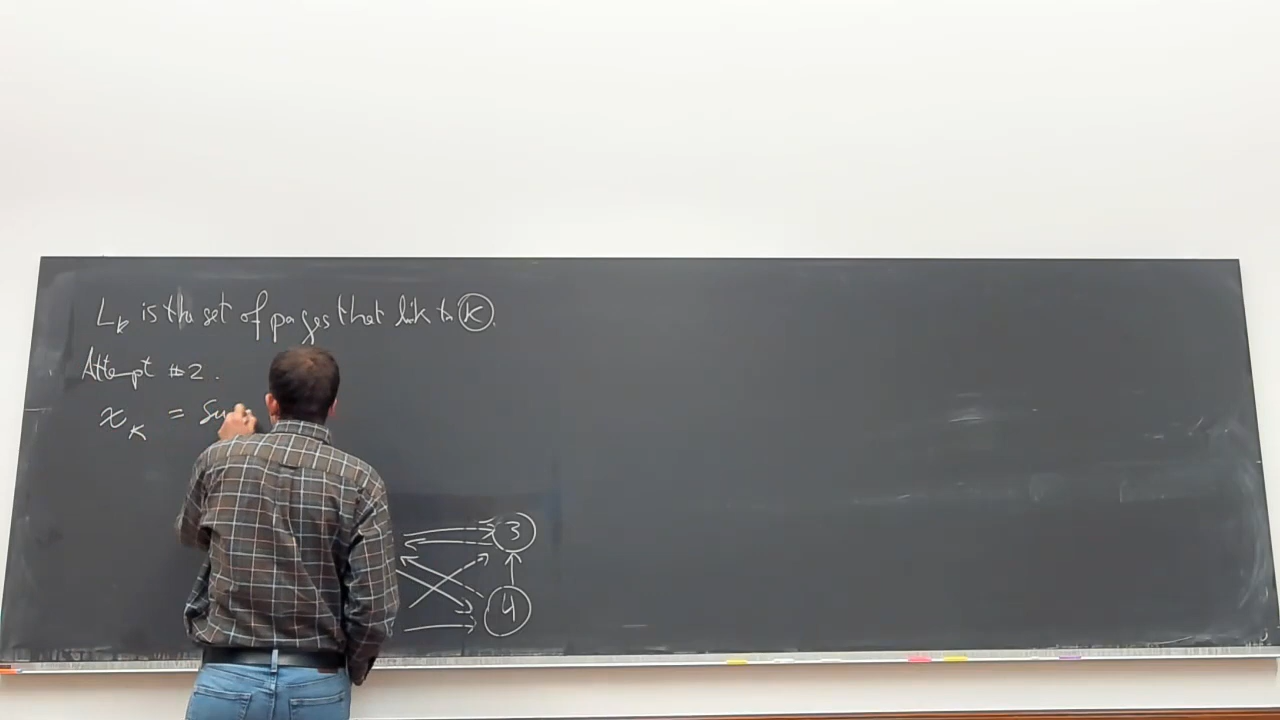 L_k is the set of pages that link to K.
Attempt #2.
x_K = Su
3
4